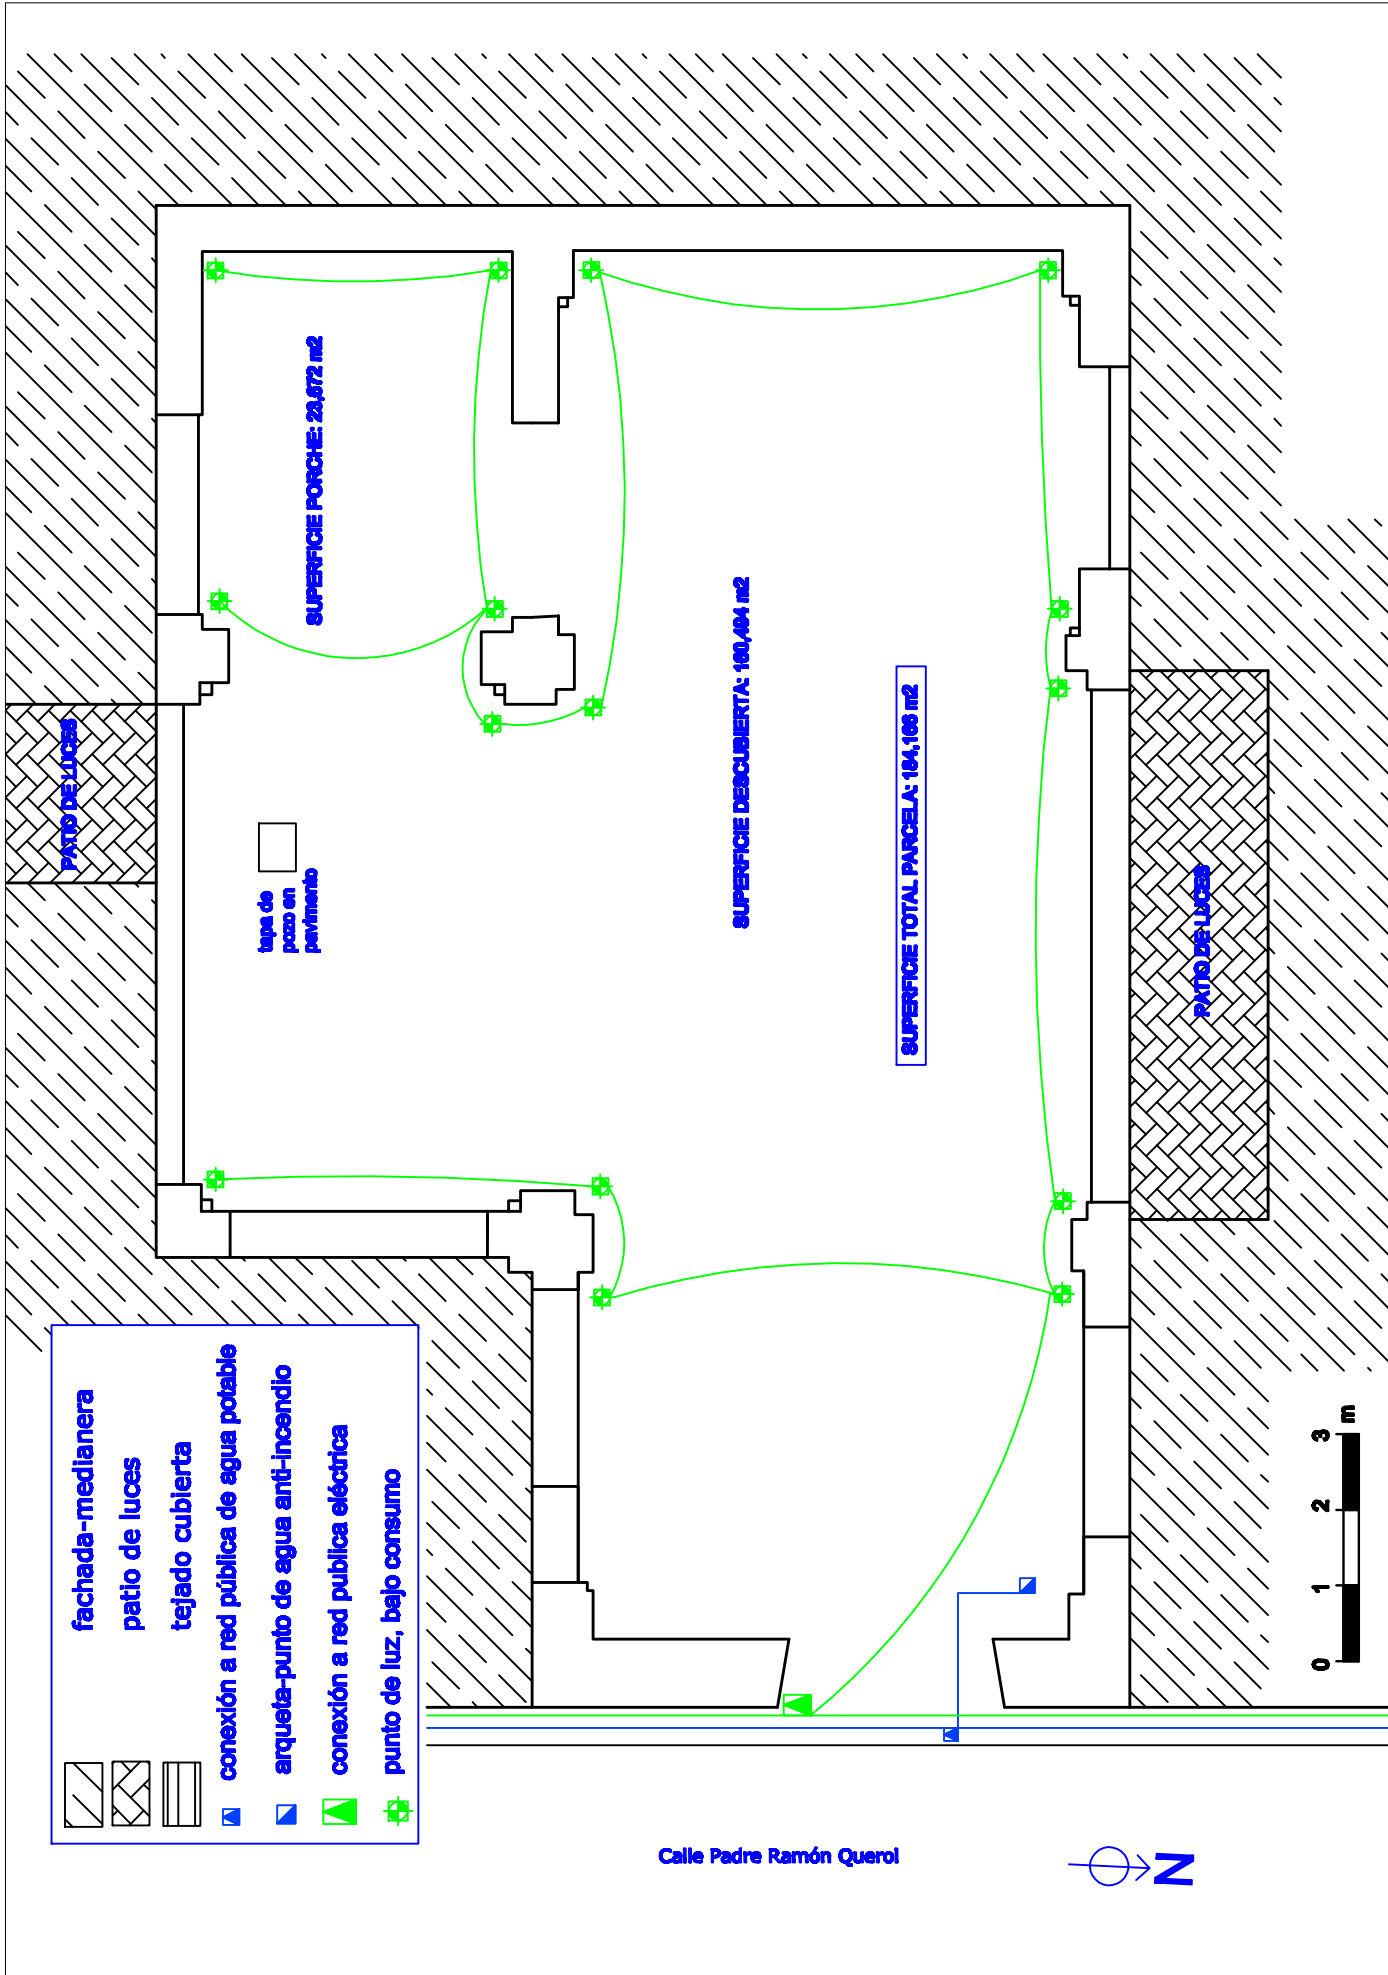 SUPERFICIE PORCHE: 23,672 m2
PATIO DE LUCES
tapa de
pozo en
pavimento
SUPERFICIE DESCUBIERTA: 160,494 m2
SUPERFICIE TOTAL PARCELA: 184,166 m2
PATIO DE LUCES
fachada-medianera
patio de luces
tejado cubierta
conexión a red pública de agua potable
arqueta-punto de agua anti-incendio
conexión a red publica eléctrica
punto de luz, bajo consumo
0 1 2 3 m
Calle Padre Ramón Querol
N